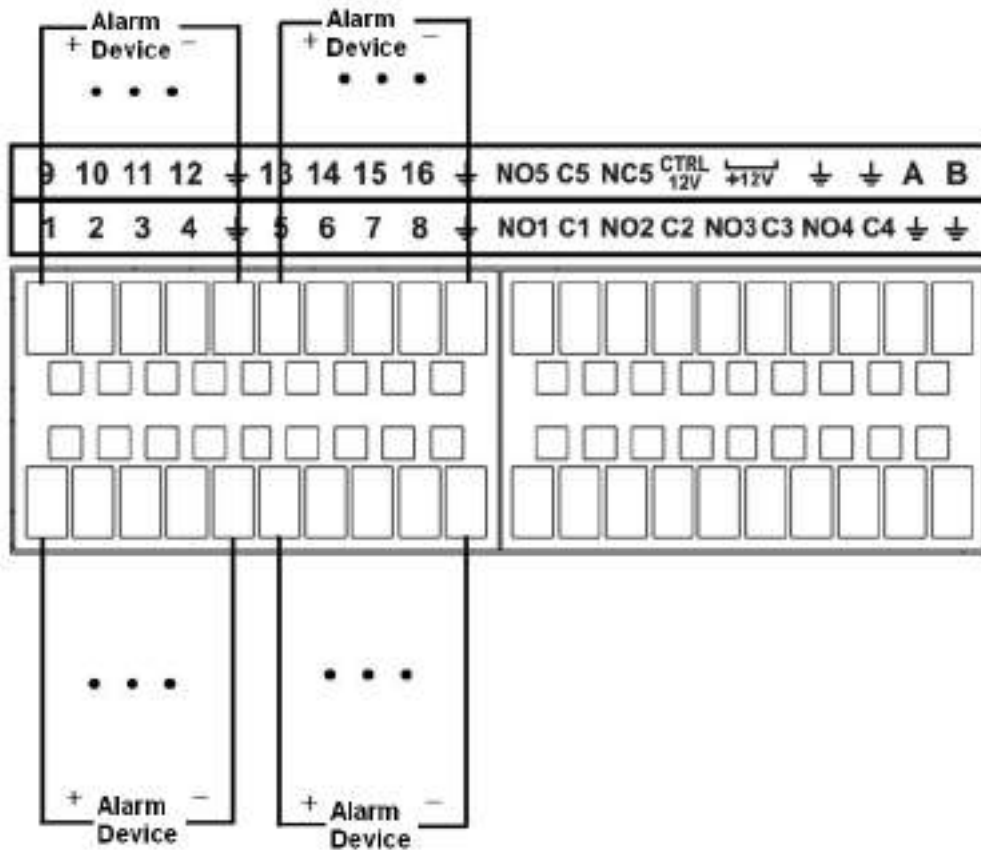 Alarm
+ Device −
Alarm
+ Device −
9 10 11 12 ⏚ 13 14 15 16 ⏚ NO5 C5 NC5 CTRL 12V +12V ⏚ ⏚ A B
1 2 3 4 ⏚ 5 6 7 8 ⏚ NO1 C1 NO2 C2 NO3 C3 NO4 C4 ⏚ ⏚
+ Alarm −
Device
+ Alarm −
Device